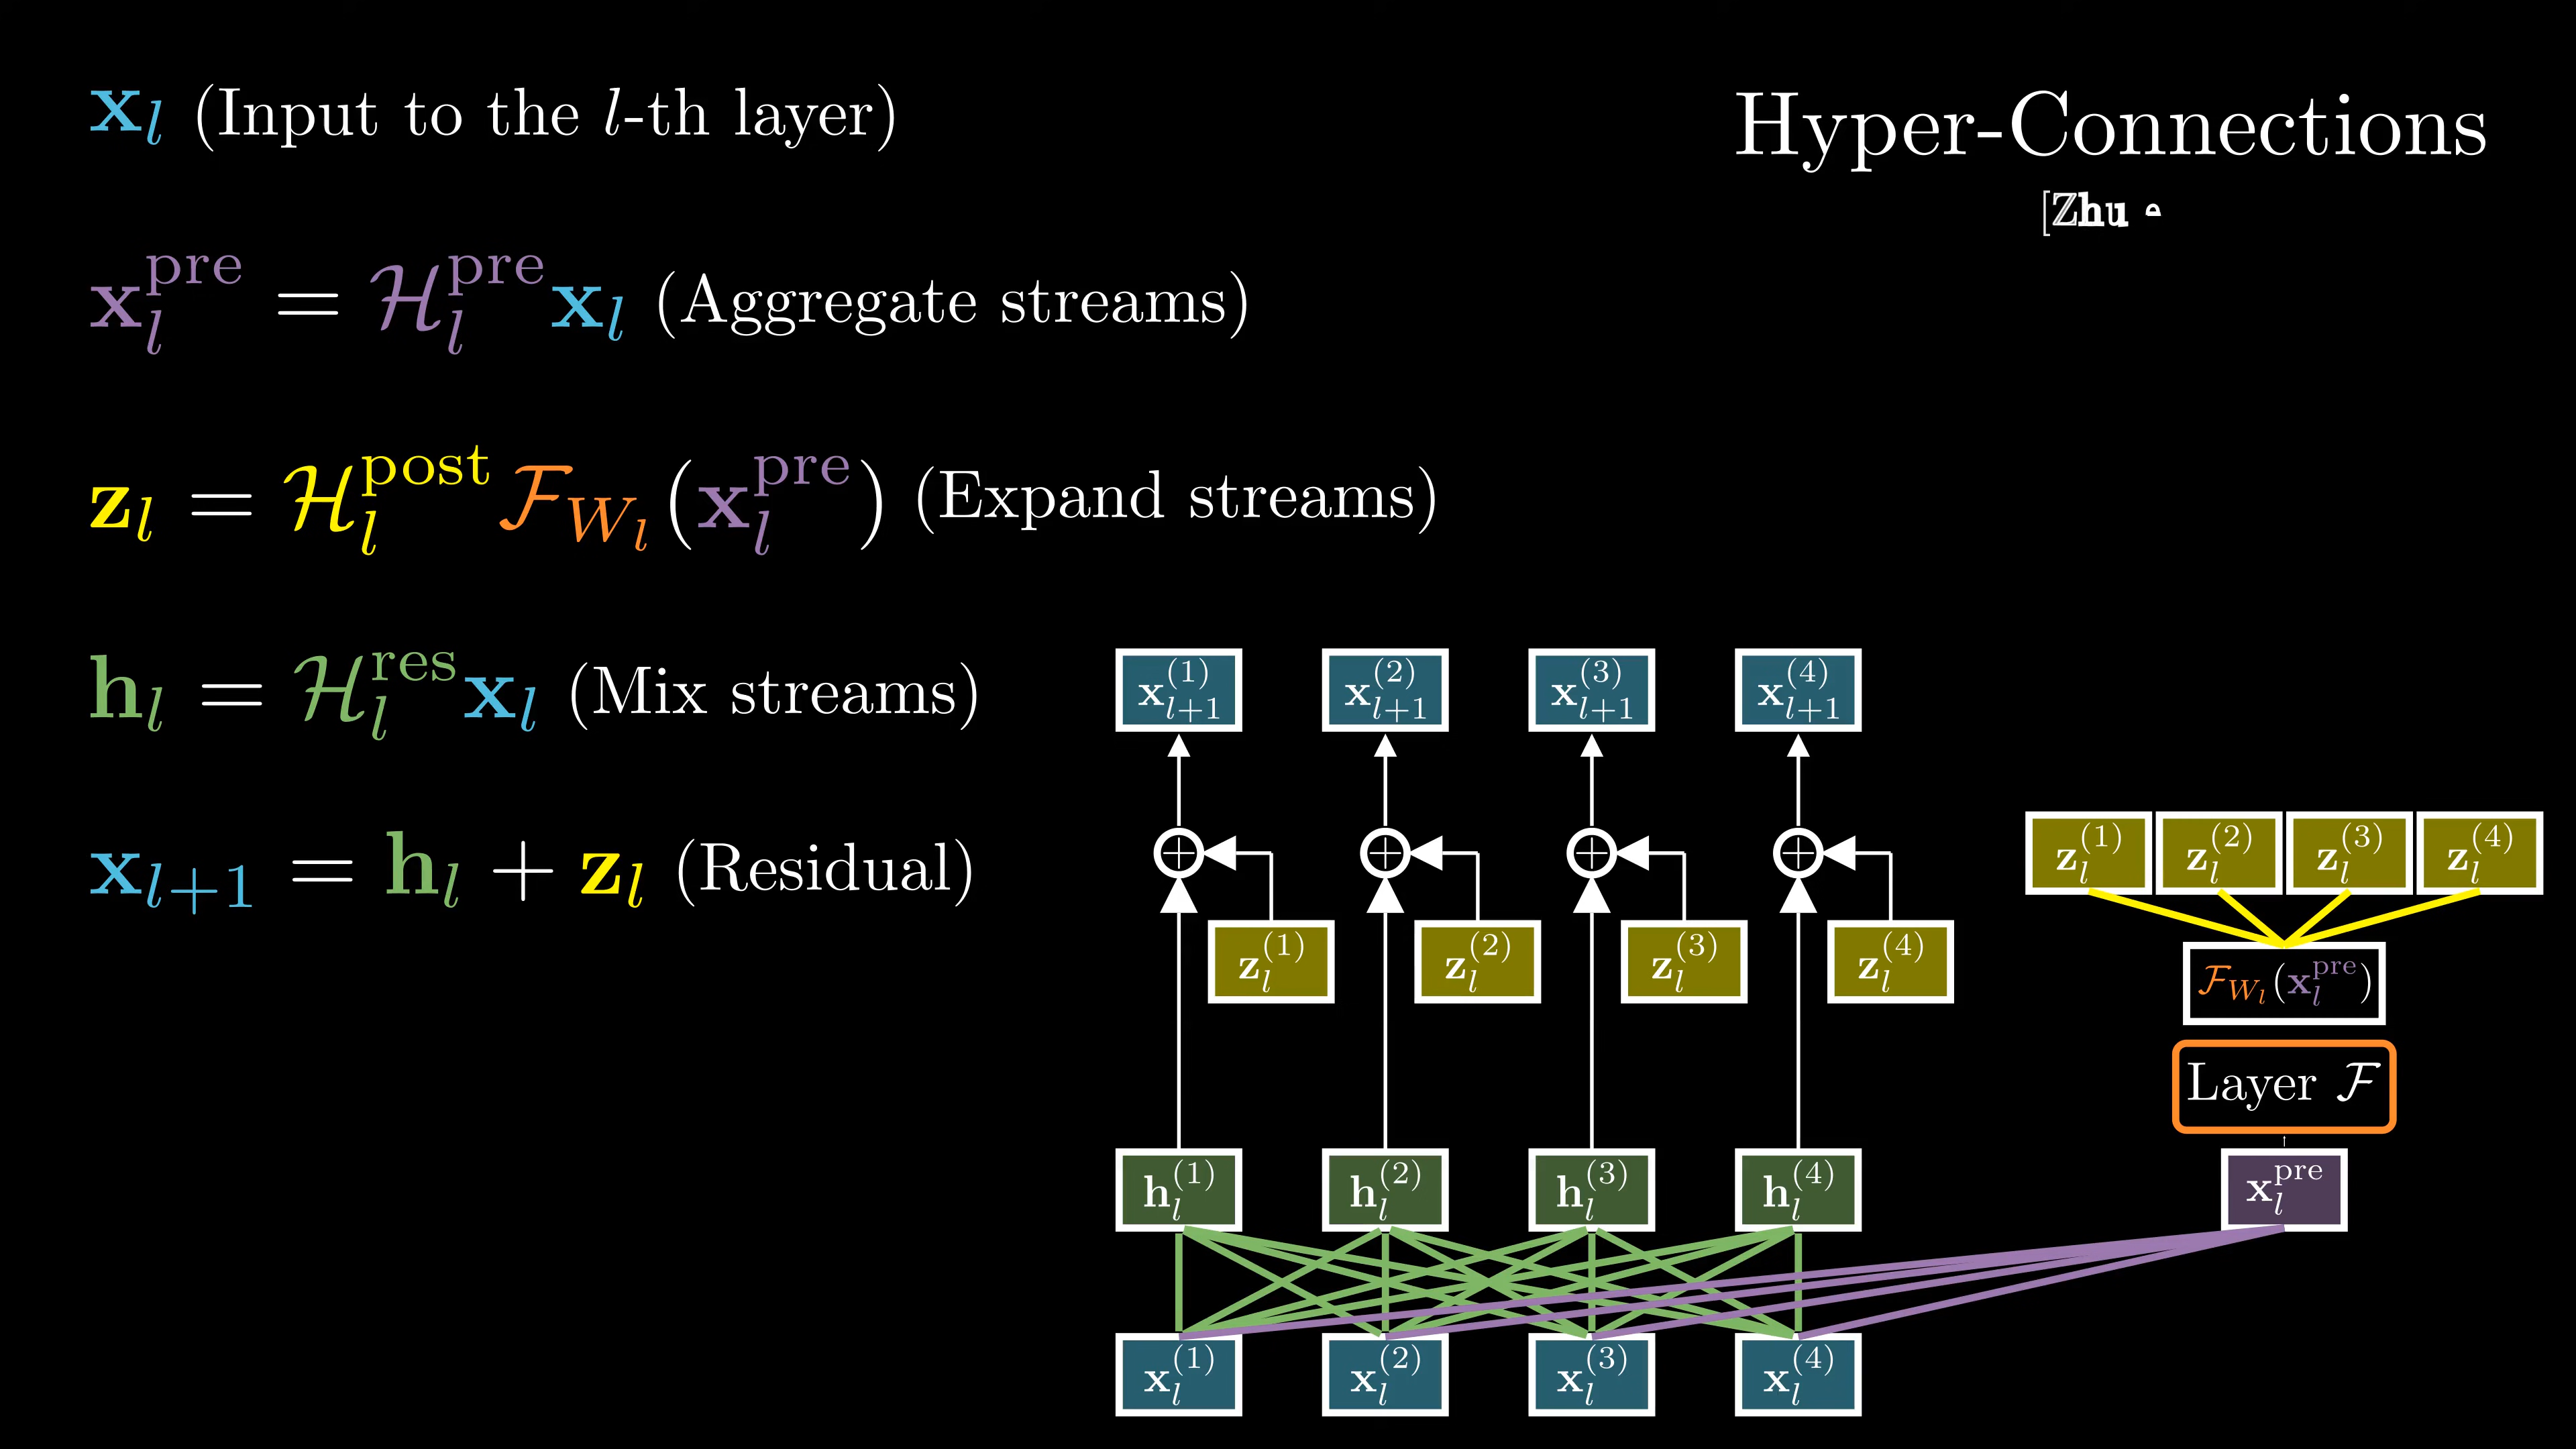 x_l (Input to the l-th layer)
Hyper-Connections
[Zhu
x_l^pre = H_l^pre x_l (Aggregate streams)
z_l = H_l^post F_{W_l}(x_l^pre) (Expand streams)
h_l = H_l^res x_l (Mix streams)
x_{l+1} = h_l + z_l (Residual)
x_{l+1}^(1) x_{l+1}^(2) x_{l+1}^(3) x_{l+1}^(4)
+ + + +
z_l^(1) z_l^(2) z_l^(3) z_l^(4)
z_l^(1) z_l^(2) z_l^(3) z_l^(4)
F_{W_l}(x_l^pre)
Layer F
h_l^(1) h_l^(2) h_l^(3) h_l^(4)
x_l^pre
x_l^(1) x_l^(2) x_l^(3) x_l^(4)